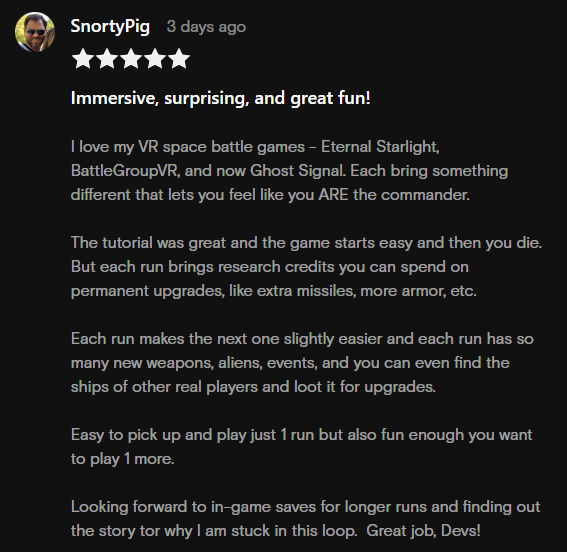 SnortyPig 3 days ago
Immersive, surprising, and great fun!
I love my VR space battle games - Eternal Starlight,
BattleGroupVR, and now Ghost Signal. Each bring something
different that lets you feel like you ARE the commander.
The tutorial was great and the game starts easy and then you die.
But each run brings research credits you can spend on
permanent upgrades, like extra missiles, more armor, etc.
Each run makes the next one slightly easier and each run has so
many new weapons, aliens, events, and you can even find the
ships of other real players and loot it for upgrades.
Easy to pick up and play just 1 run but also fun enough you want
to play 1 more.
Looking forward to in-game saves for longer runs and finding out
the story tor why I am stuck in this loop.  Great job, Devs!